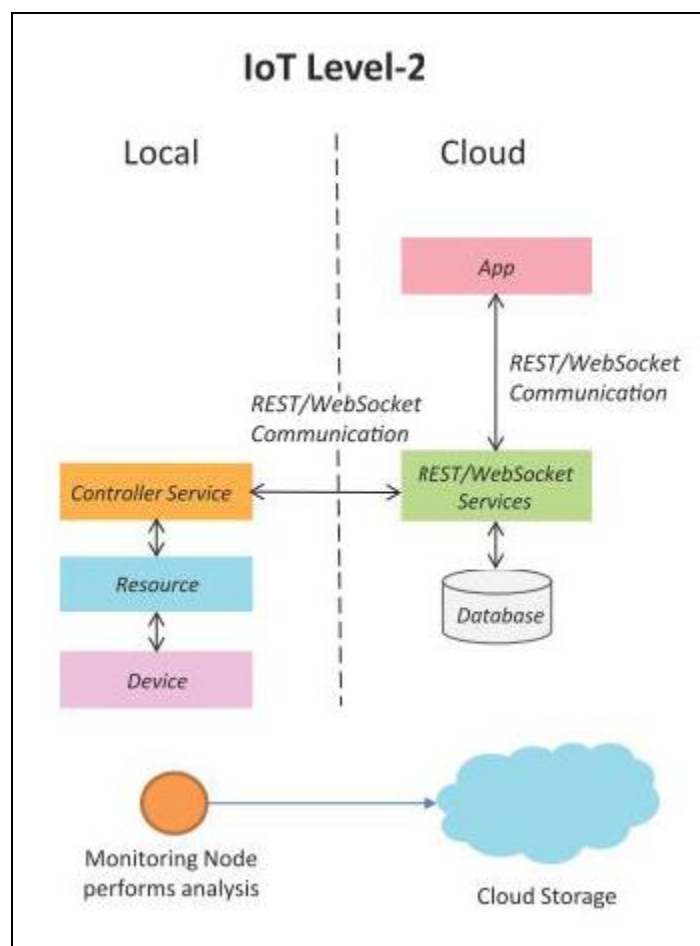 IoT Level-2
Local
Cloud
App
REST/WebSocket
Communication
REST/WebSocket
Communication
Controller Service
REST/WebSocket
Services
Resource
Database
Device
Monitoring Node
performs analysis
Cloud Storage